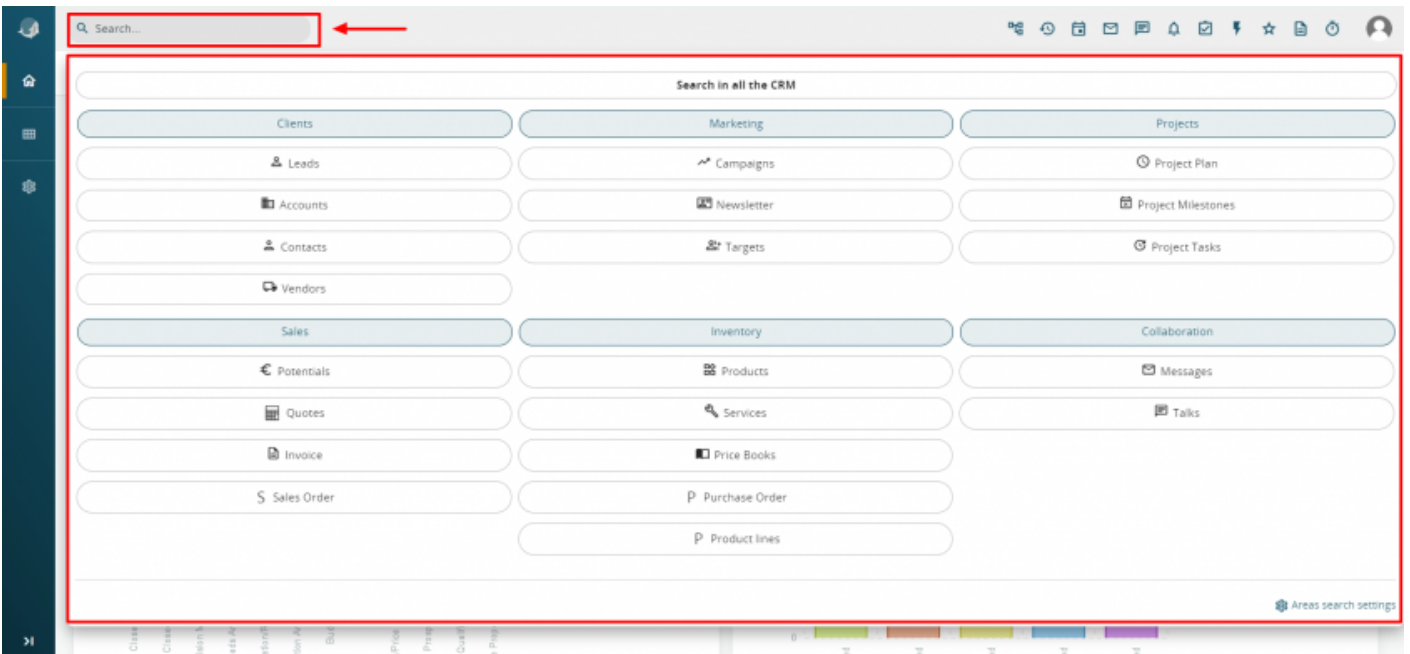 Search...
Search in all the CRM
Clients Marketing Projects
Leads Campaigns Project Plan
Accounts Newsletter Project Milestones
Contacts Targets Project Tasks
Vendors
Sales Inventory Collaboration
€ Potentials Products Messages
Quotes Services Talks
Invoice Price Books
S Sales Order P Purchase Order
P Product lines
Areas search settings
0